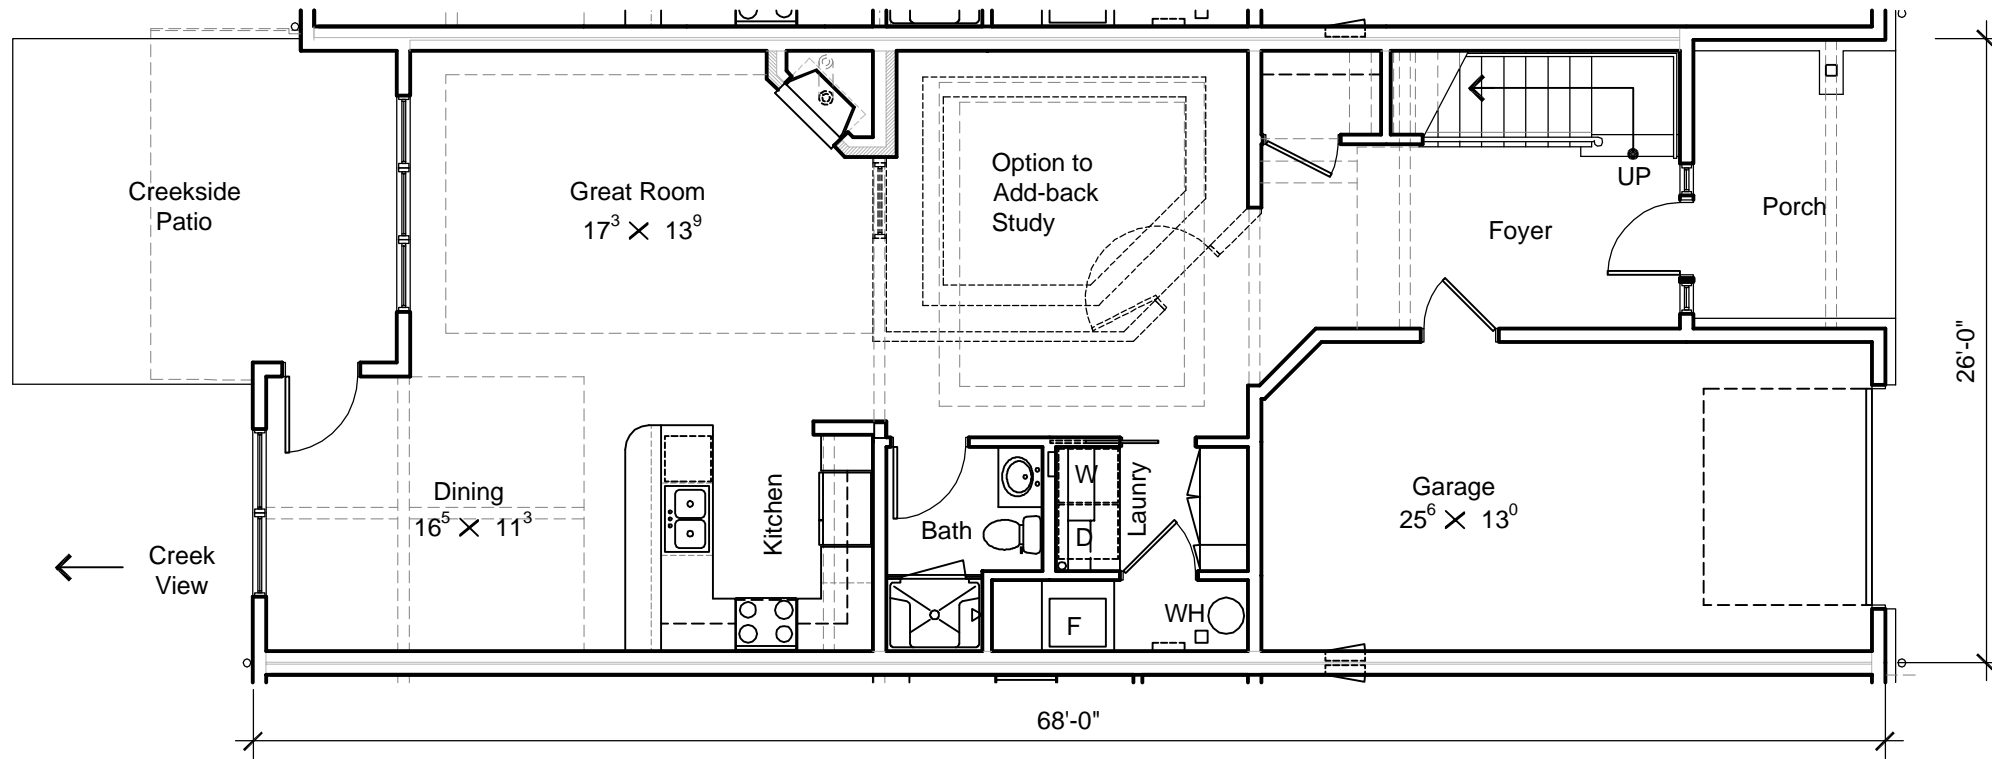 Creekside
Patio
Great Room
17³ X 13⁹
Option to
Add-back
Study
UP
Foyer
Porch
26'-0"
Dining
16⁵ X 11³
Kitchen
Bath
W
D
Launry
Garage
25⁶ X 13⁰
Creek
View
F
WH
68'-0"